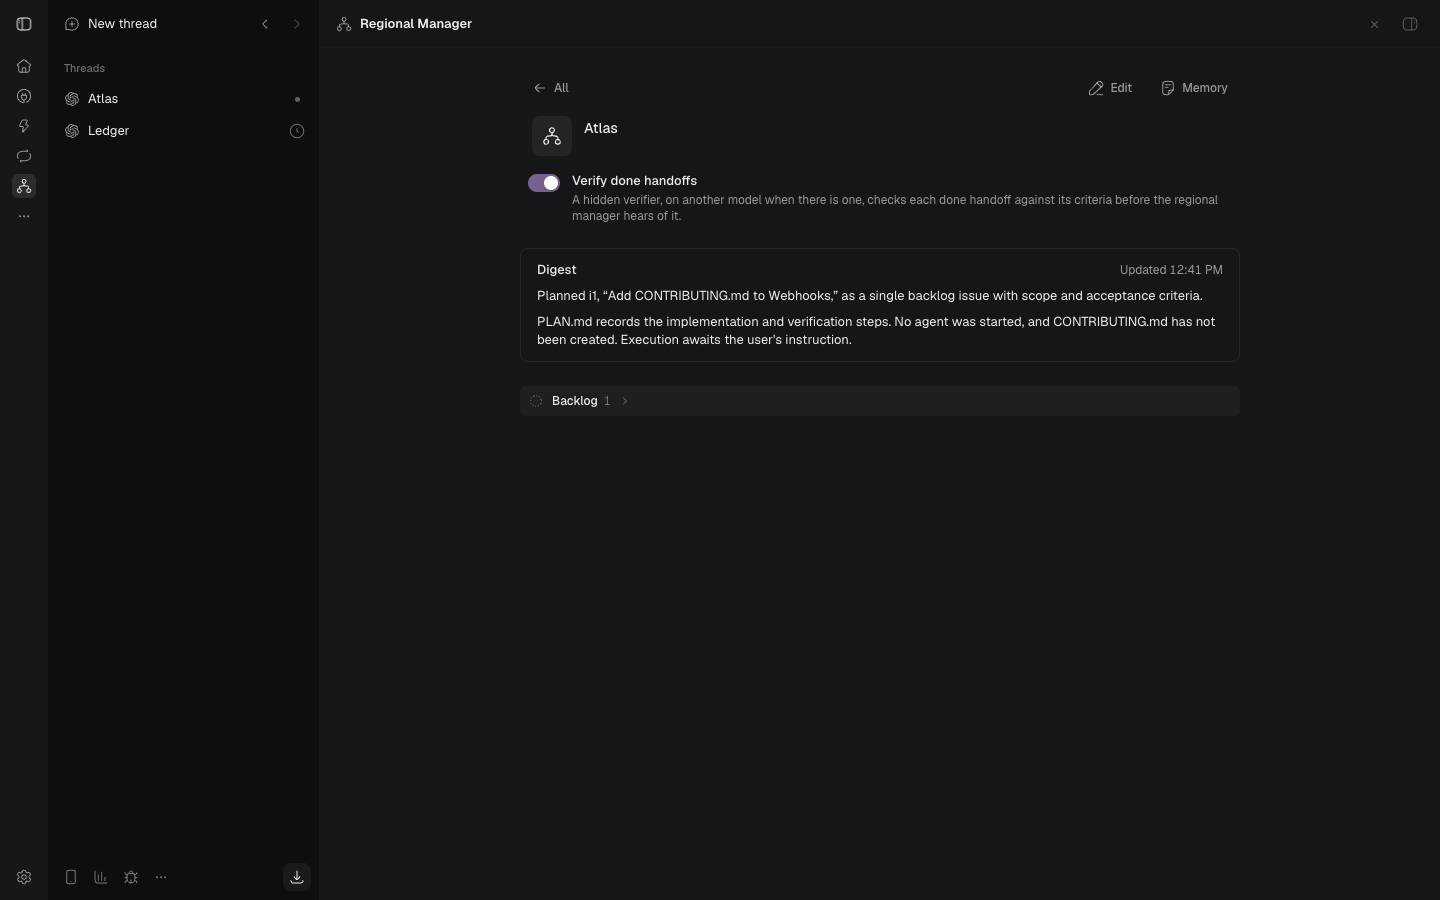 New thread
Threads
Atlas
Ledger
Regional Manager
All
Edit
Memory
Atlas
Verify done handoffs
A hidden verifier, on another model when there is one, checks each done handoff against its criteria before the regional
manager hears of it.
Digest
Updated 12:41 PM
Planned i1, “Add CONTRIBUTING.md to Webhooks,” as a single backlog issue with scope and acceptance criteria.
PLAN.md records the implementation and verification steps. No agent was started, and CONTRIBUTING.md has not
been created. Execution awaits the user's instruction.
Backlog 1